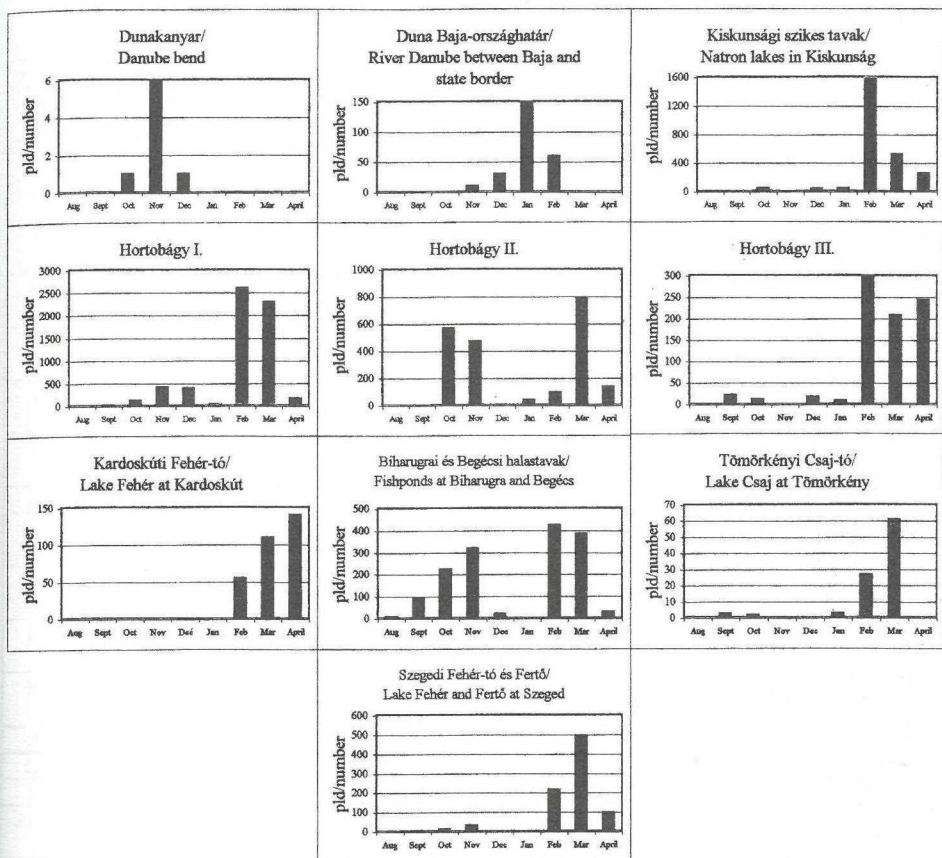 Dunakanyar/
Danube bend
pld/number
6
4
2
0
Aug Sept Oct Nov Dec Jan Feb Mar April
Duna Baja-országhatár/
River Danube between Baja and
state border
pld/number
150
100
50
0
Aug Sept Oct Nov Dec Jan Feb Mar April
Kiskunsági szikes tavak/
Natron lakes in Kiskunság
pld/number
1600
1200
800
400
0
Aug Sept Oct Nov Dec Jan Feb Mar April
Hortobágy I.
pld/number
3000
2500
2000
1500
1000
500
0
Aug Sept Oct Nov Dec Jan Feb Mar April
Hortobágy II.
pld/number
1000
800
600
400
200
0
Aug Sept Oct Nov Dec Jan Feb Mar April
Hortobágy III.
pld/number
300
250
200
150
100
50
0
Aug Sept Oct Nov Dec Jan Feb Mar April
Kardoskúti Fehér-tó/
Lake Fehér at Kardoskút
pld/number
150
100
50
0
Aug Sept Oct Nov Dec Jan Feb Mar April
Biharugrai és Begécsi halastavak/
Fishponds at Biharugra and Begécs
pld/number
500
400
300
200
100
0
Aug Sept Oct Nov Dec Jan Feb Mar April
Tömörkényi Csaj-tó/
Lake Csaj at Tömörkény
pld/number
70
60
50
40
30
20
10
0
Aug Sept Oct Nov Dec Jan Feb Mar April
Szegedi Fehér-tó és Fertő/
Lake Fehér and Fertő at Szeged
pld/number
600
500
400
300
200
100
0
Aug Sept Oct Nov Dec Jan Feb Mar April